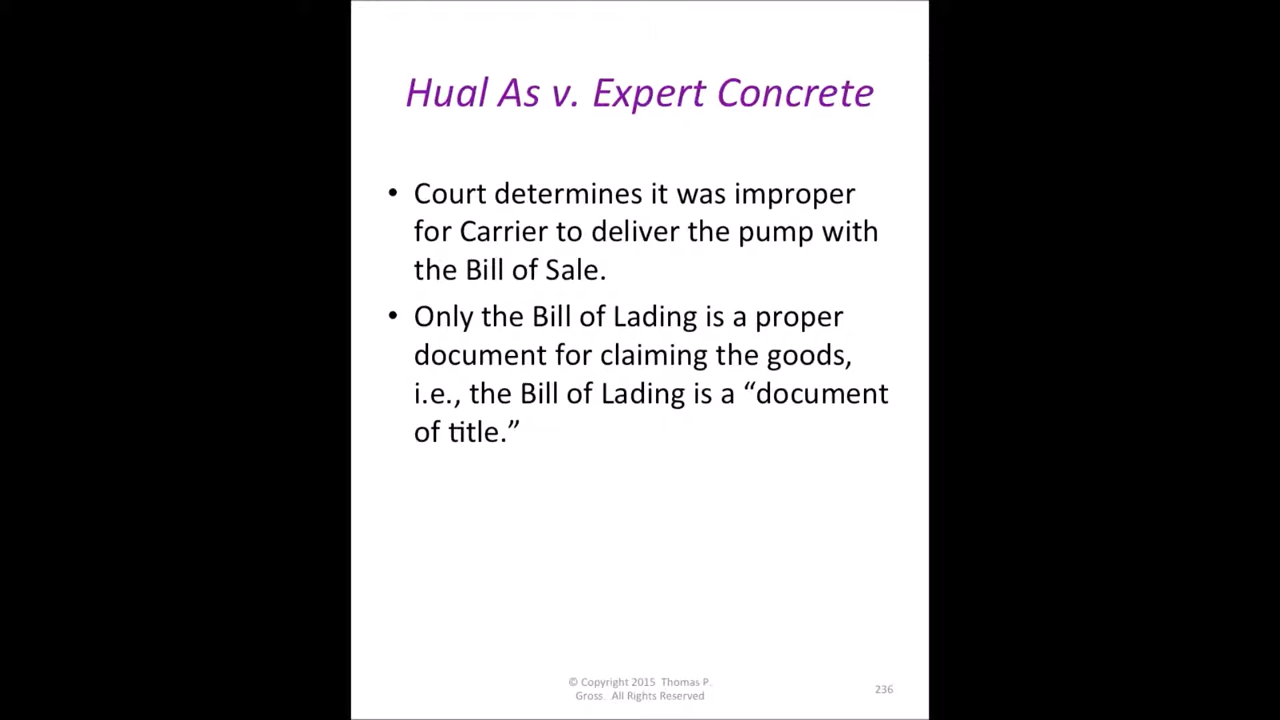 Hual As v. Expert Concrete
• Court determines it was improper
for Carrier to deliver the pump with
the Bill of Sale.
• Only the Bill of Lading is a proper
document for claiming the goods,
i.e., the Bill of Lading is a “document
of title.”
© Copyright 2015 Thomas P.
Gross. All Rights Reserved
236